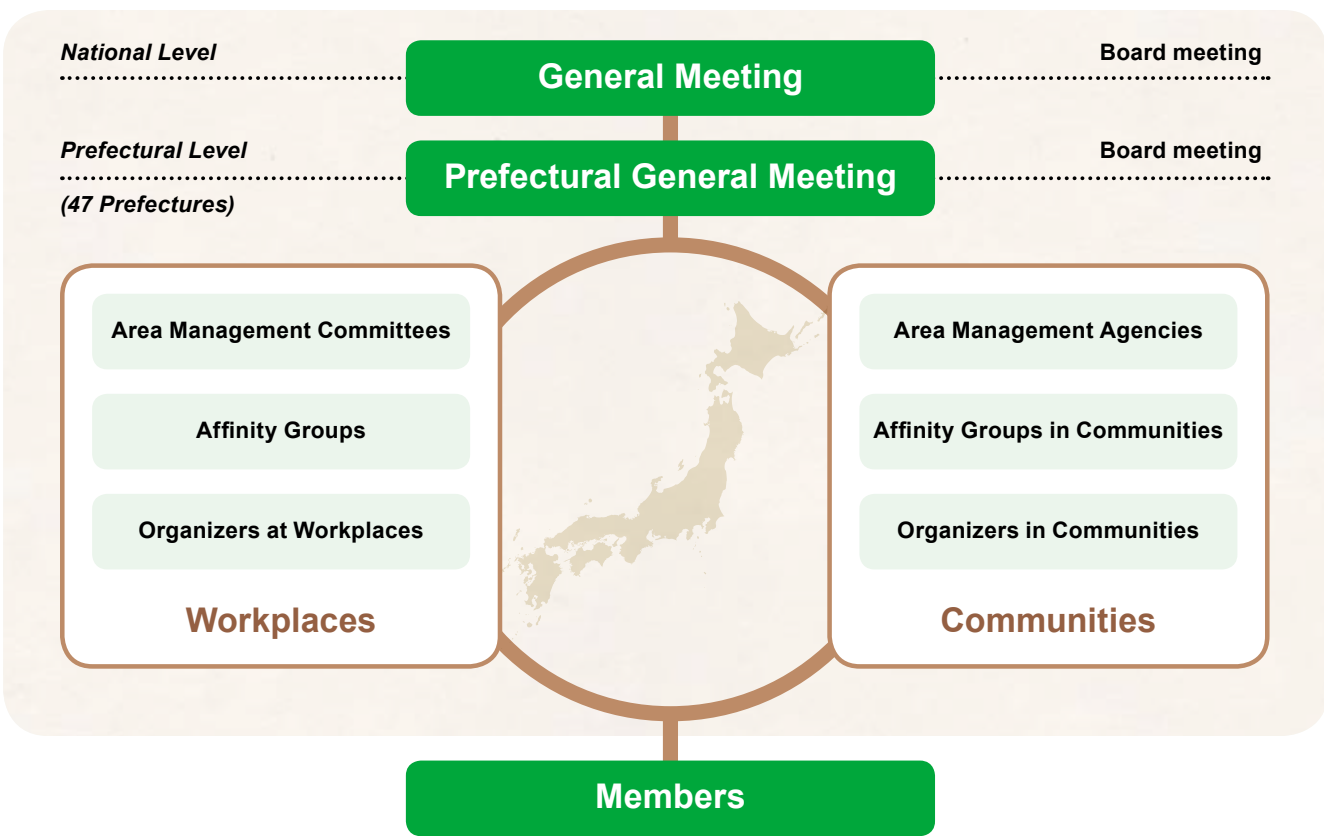 National Level
General Meeting
Board meeting
Prefectural Level
(47 Prefectures)
Prefectural General Meeting
Board meeting
Area Management Committees
Affinity Groups
Organizers at Workplaces
Workplaces
Area Management Agencies
Affinity Groups in Communities
Organizers in Communities
Communities
Members